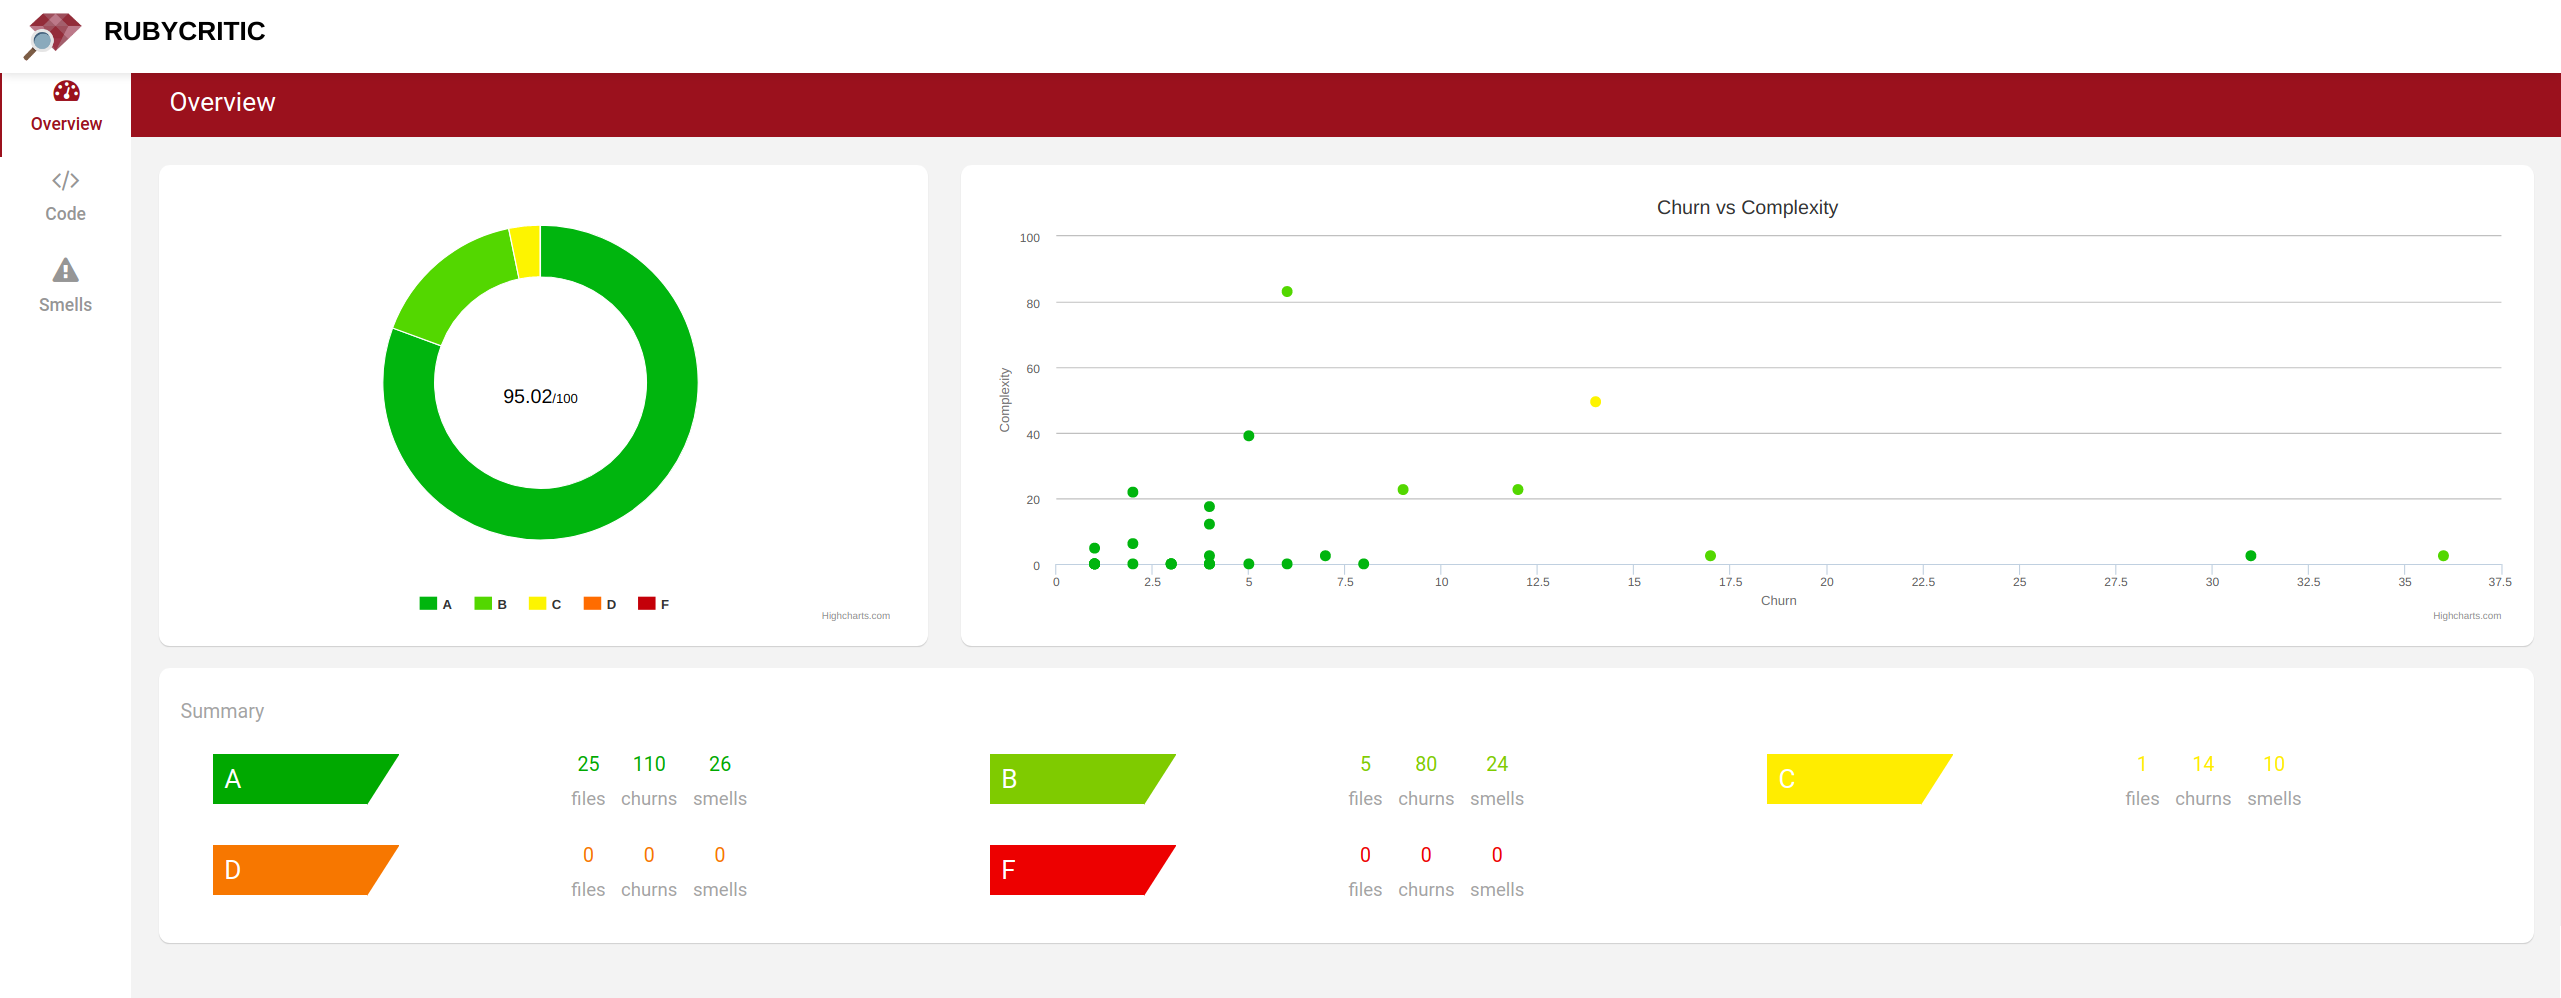 RUBYCRITIC
Overview
Overview
Code
Smells
95.02/100
A B C D F
Highcharts.com
Churn vs Complexity
Complexity
100
80
60
40
20
0
0 2.5 5 7.5 10 12.5 15 17.5 20 22.5 25 27.5 30 32.5 35 37.5
Churn
Highcharts.com
Summary
A
25 110 26
files churns smells
B
5 80 24
files churns smells
C
1 14 10
files churns smells
D
0 0 0
files churns smells
F
0 0 0
files churns smells